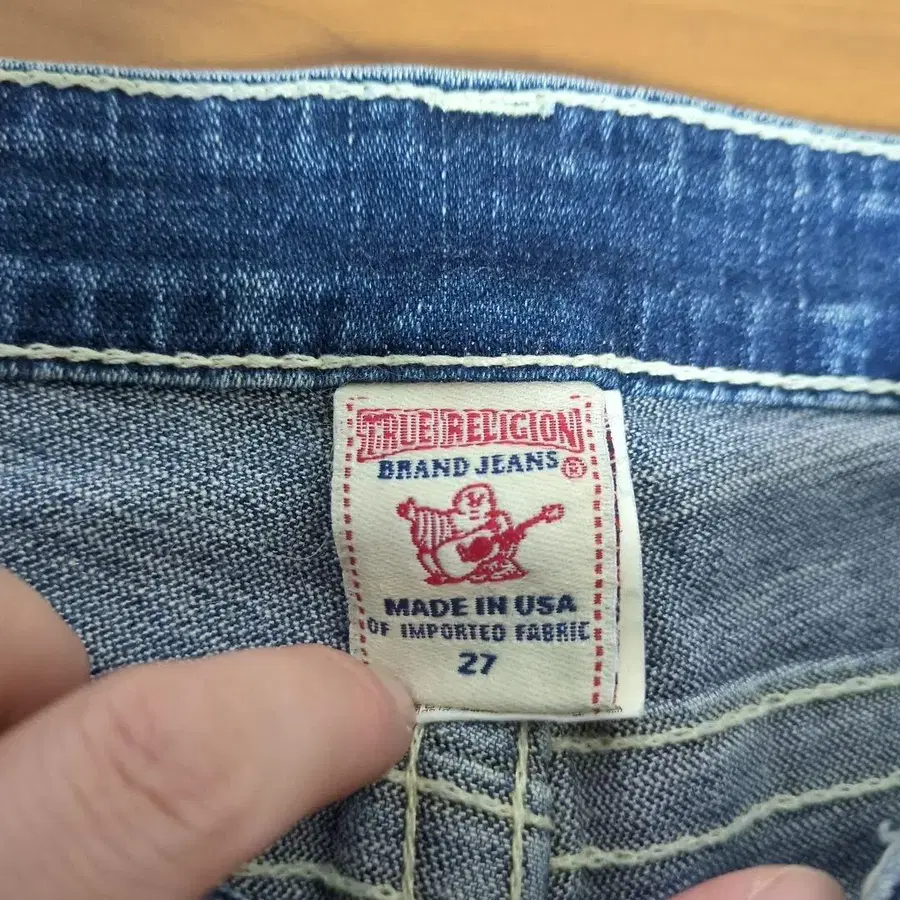 TRUE RELIGION
BRAND JEANS ®
MADE IN USA
OF IMPORTED FABRIC
27